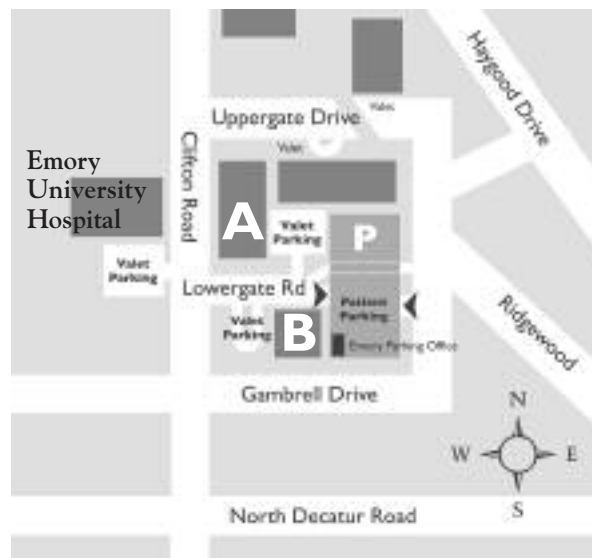 Haygood Drive
Valet
Uppergate Drive
Clifton Road
Valet
Emory
University
Hospital
A
Valet
Parking
P
Valet
Parking
Lowergate Rd
Patient
Parking
Ridgewood
Valet
Parking
B
Emory Parking Office
Gambrell Drive
N
W
E
S
North Decatur Road